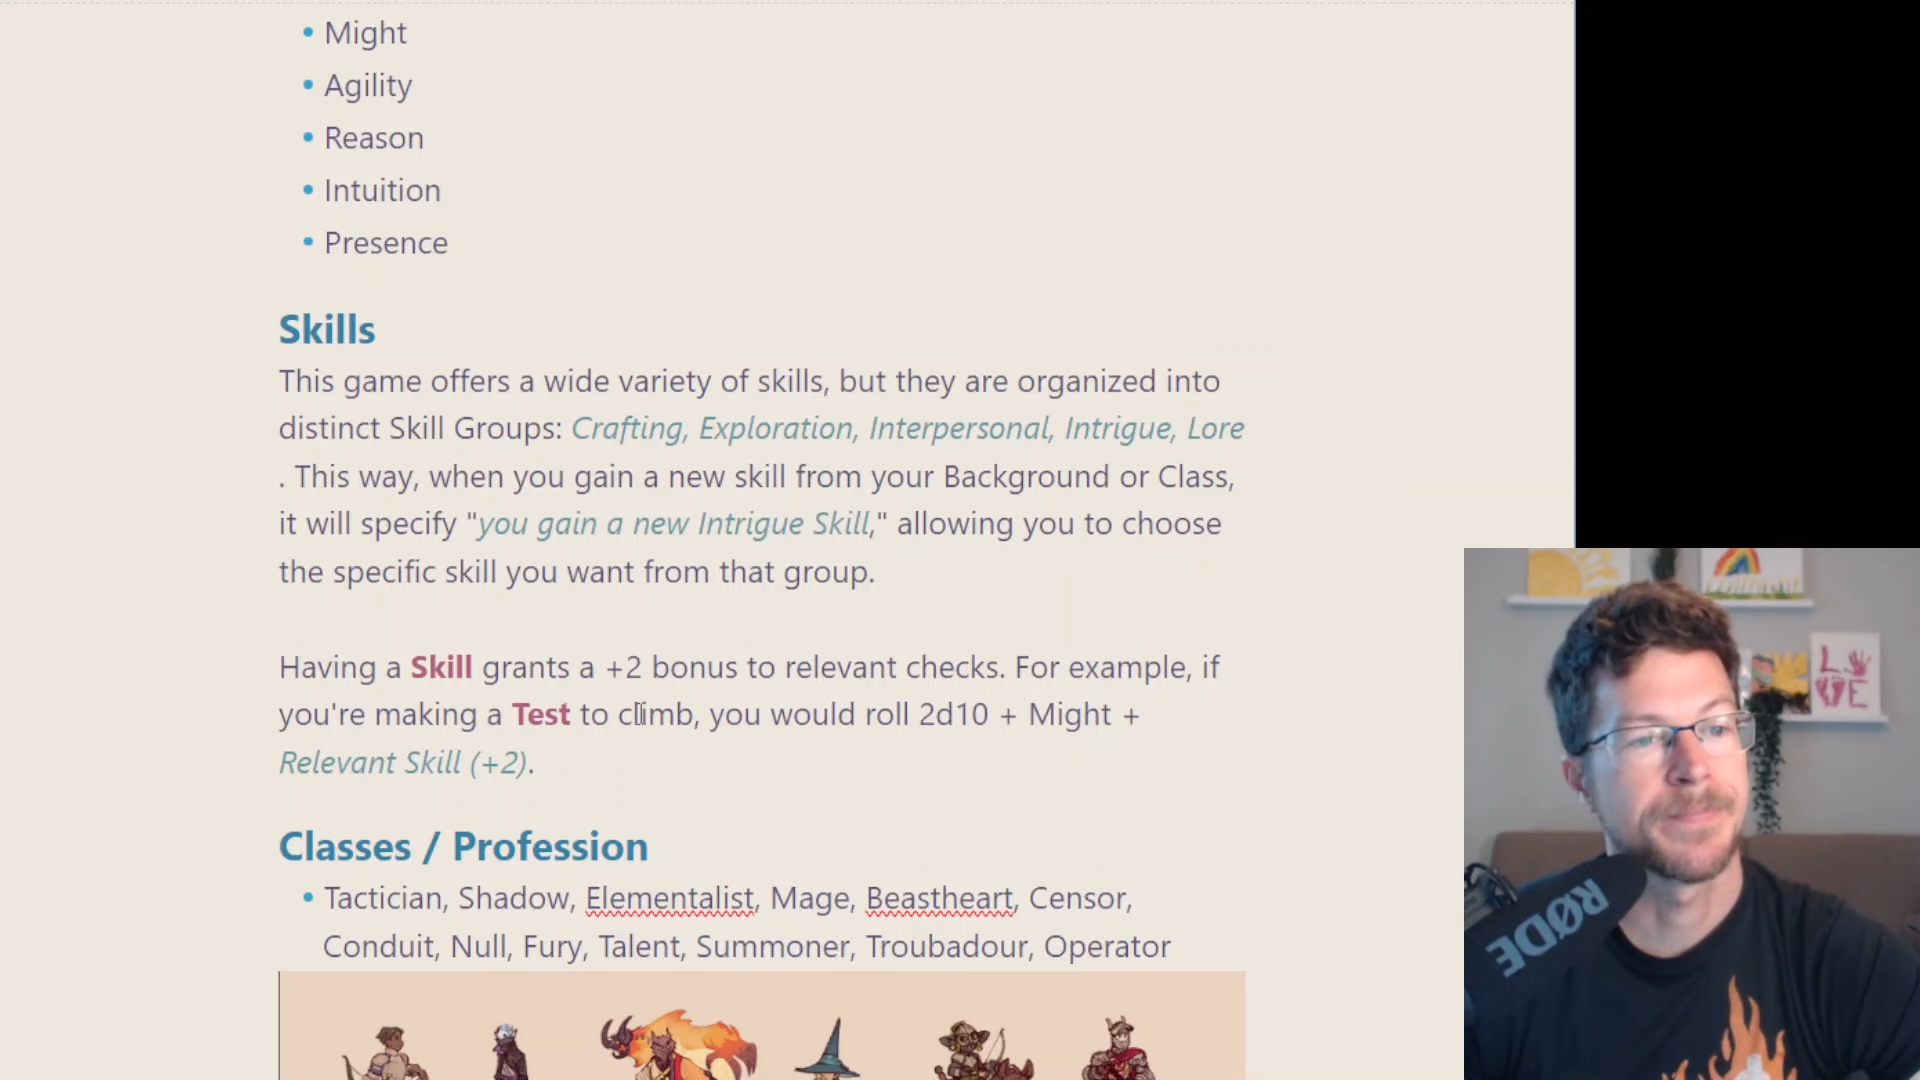 Might
Agility
Reason
Intuition
Presence
Skills
This game offers a wide variety of skills, but they are organized into
distinct Skill Groups: Crafting, Exploration, Interpersonal, Intrigue, Lore
. This way, when you gain a new skill from your Background or Class,
it will specify "you gain a new Intrigue Skill," allowing you to choose
the specific skill you want from that group.
Having a Skill grants a +2 bonus to relevant checks. For example, if
you're making a Test to climb, you would roll 2d10 + Might +
Relevant Skill (+2).
Classes / Profession
Tactician, Shadow, Elementalist, Mage, Beastheart, Censor,
Conduit, Null, Fury, Talent, Summoner, Troubadour, Operator
L
VE
RØDE